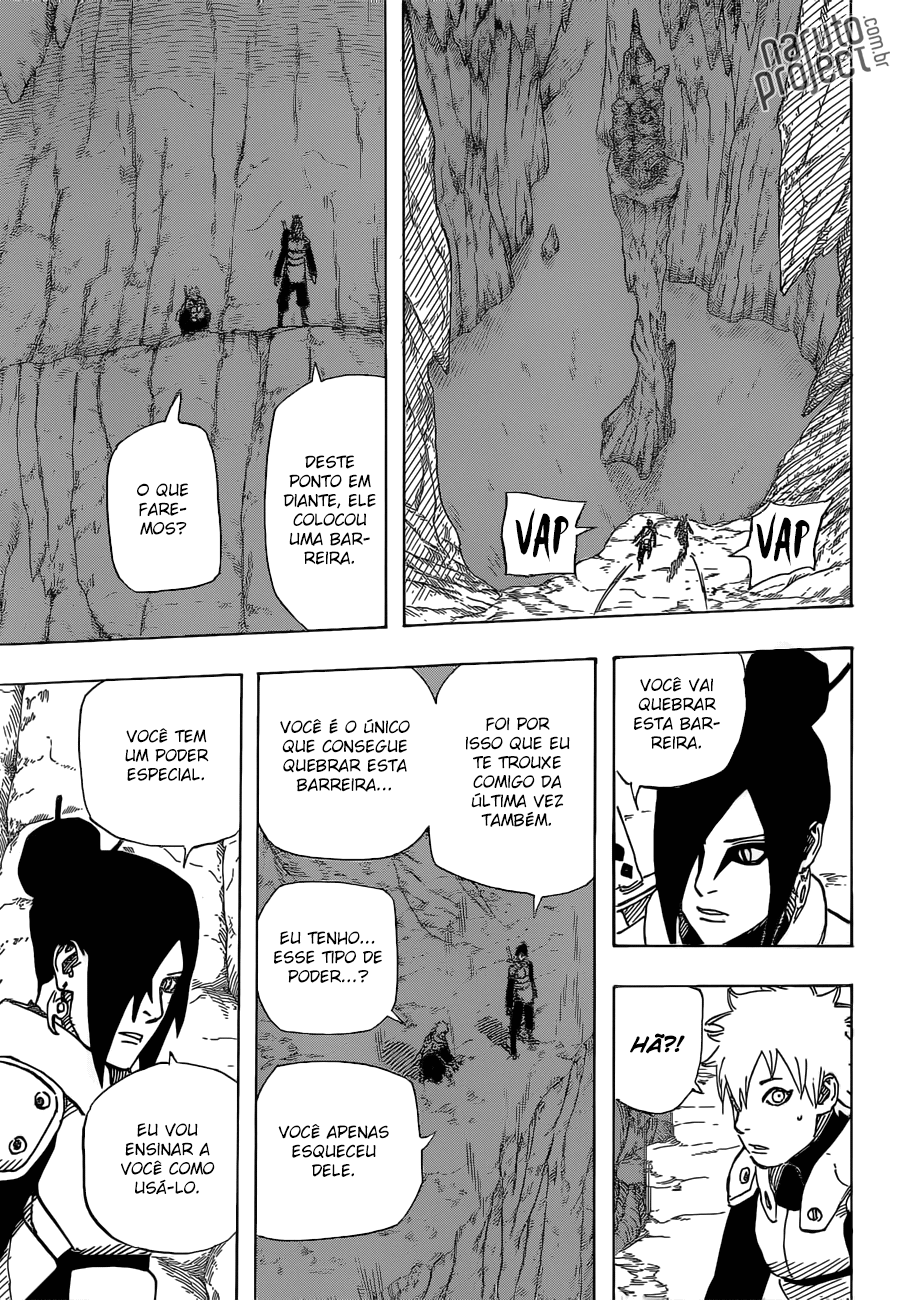 naruto
project
.com.br
VAP
VAP
DESTE
PONTO EM
DIANTE, ELE
COLOCOU
UMA BAR-
REIRA.
O QUE
FARE-
MOS?
VOCÊ VAI
QUEBRAR
ESTA BAR-
REIRA.
HÃ?!
FOI POR
ISSO QUE EU
TE TROUXE
COMIGO DA
ÚLTIMA VEZ
TAMBÉM.
VOCÊ É O ÚNICO
QUE CONSEGUE
QUEBRAR ESTA
BARREIRA...
EU TENHO...
ESSE TIPO DE
PODER...?
VOCÊ APENAS
ESQUECEU
DELE.
VOCÊ TEM
UM PODER
ESPECIAL.
EU VOU
ENSINAR A
VOCÊ COMO
USÁ-LO.